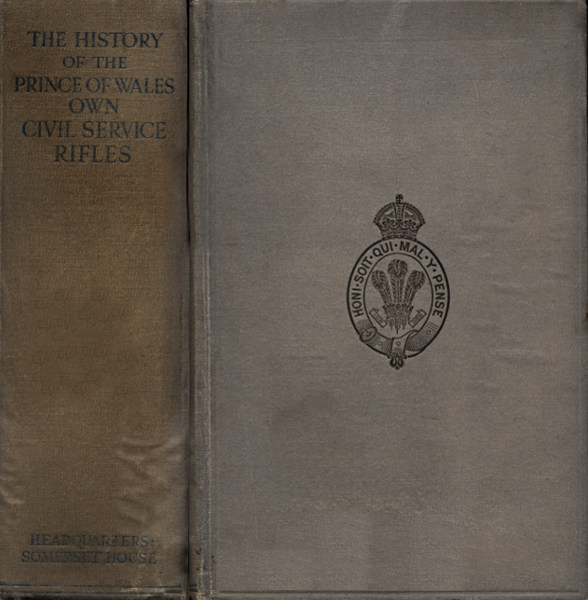 THE HISTORY
OF THE
PRINCE OF WALES
OWN
CIVIL SERVICE
RIFLES
HEADQUARTERS:
SOMERSET HOUSE
HONI·SOIT·QUI·MAL·Y·PENSE